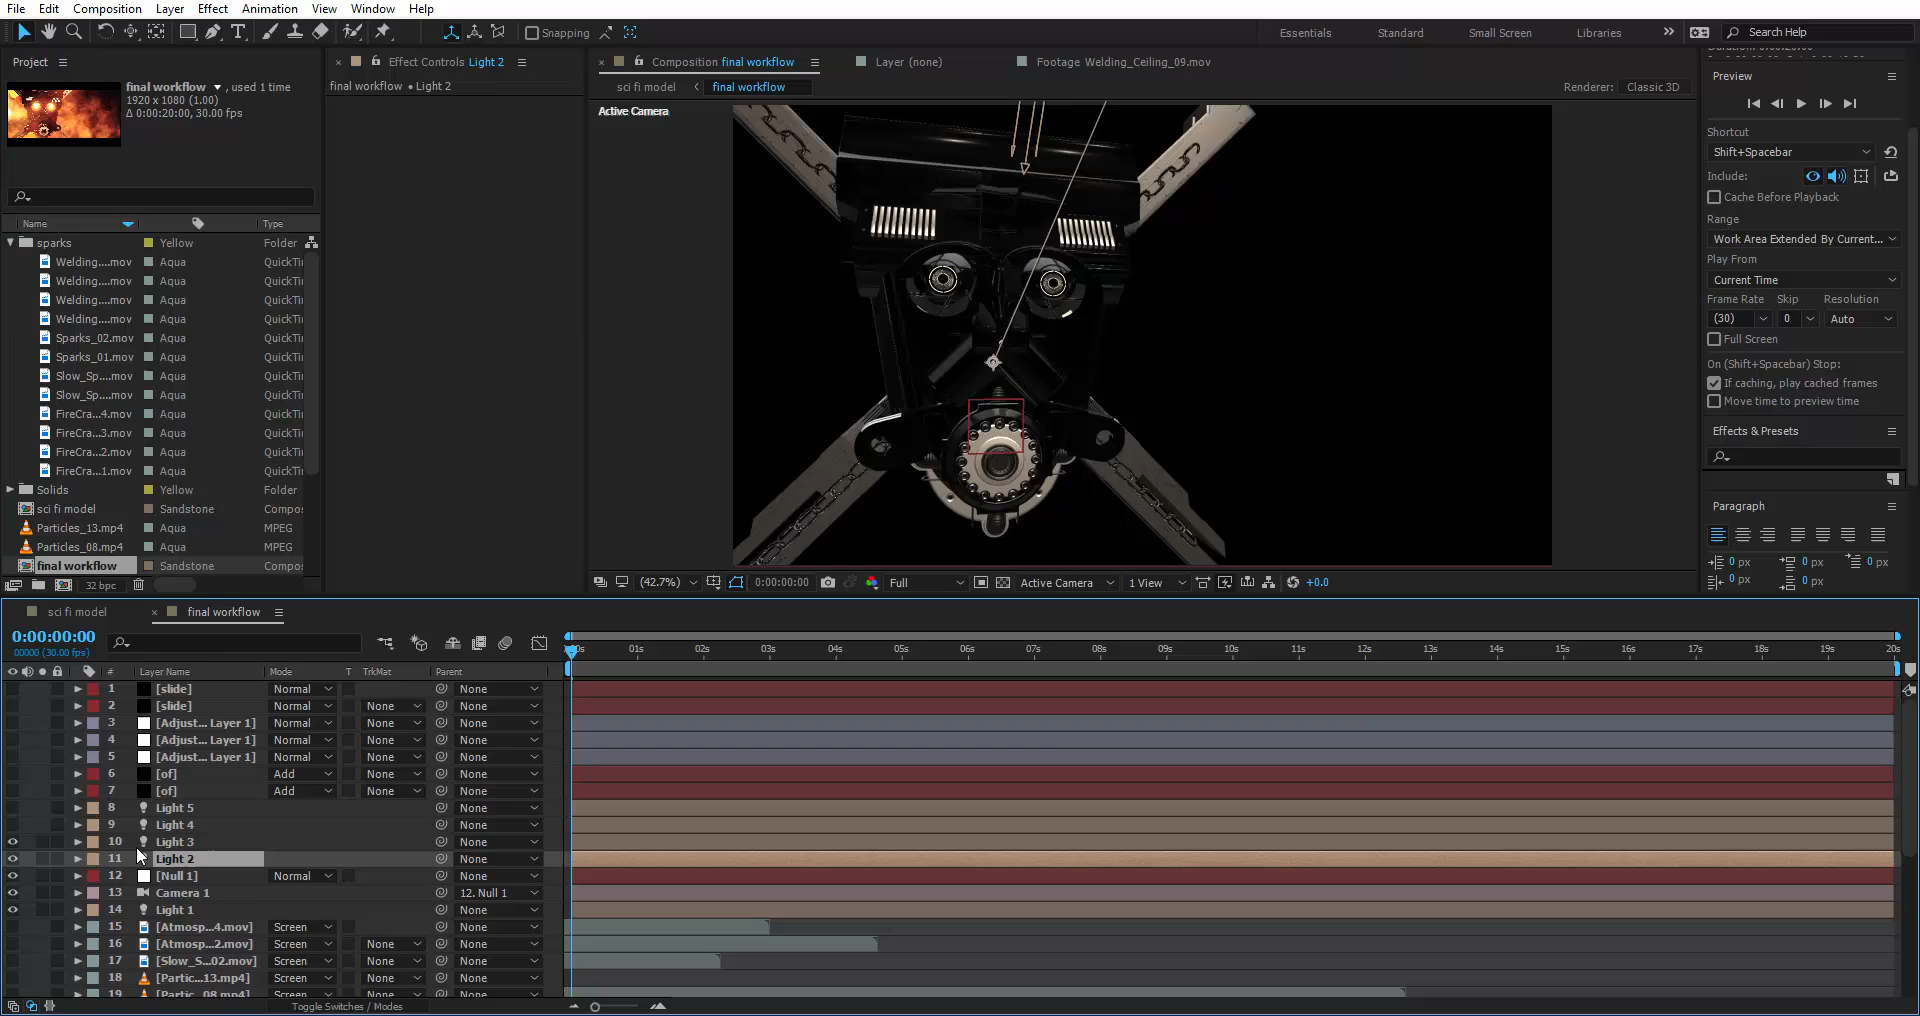 File Edit Composition Layer Effect Animation View Window Help
Snapping
Essentials Standard Small Screen Libraries
Search Help
Project
final workflow , used 1 time
1920 x 1080 (1.00)
Δ 0:00:20:00, 30.00 fps
Name Type
sparks Yellow Folder
Welding....mov Aqua QuickTi
Welding....mov Aqua QuickTi
Welding....mov Aqua QuickTi
Welding....mov Aqua QuickTi
Sparks_02.mov Aqua QuickTi
Sparks_01.mov Aqua QuickTi
Slow_Sp....mov Aqua QuickTi
Slow_Sp....mov Aqua QuickTi
FireCra...4.mov Aqua QuickTi
FireCra...3.mov Aqua QuickTi
FireCra...2.mov Aqua QuickTi
FireCra...1.mov Aqua QuickTi
Solids Yellow Folder
sci fi model Sandstone Compos
Particles_13.mp4 Aqua MPEG
Particles_08.mp4 Aqua MPEG
final workflow Sandstone Compos
32 bpc
Effect Controls Light 2
final workflow • Light 2
Composition final workflow
Layer (none)
Footage Welding_Ceiling_09.mov
sci fi model final workflow
Renderer: Classic 3D
Active Camera
(42.7%) 0:00:00:00 Full Active Camera 1 View +0.0
Preview
Shortcut
Shift+Spacebar
Include:
Cache Before Playback
Range
Work Area Extended By Current...
Play From
Current Time
Frame Rate Skip Resolution
(30) 0 Auto
Full Screen
On (Shift+Spacebar) Stop:
If caching, play cached frames
Move time to preview time
Effects & Presets
Paragraph
0 px 0 px 0 px
0 px 0 px
sci fi model final workflow
0:00:00:00
00000 (30.00 fps)
# Layer Name Mode T TrkMat Parent
01s 02s 03s 04s 05s 06s 07s 08s 09s 10s 11s 12s 13s 14s 15s 16s 17s 18s 19s 20s
1 [slide] Normal None
2 [slide] Normal None None
3 [Adjust... Layer 1] Normal None None
4 [Adjust... Layer 1] Normal None None
5 [Adjust... Layer 1] Normal None None
6 [of] Add None None
7 [of] Add None None
8 Light 5 None
9 Light 4 None
10 Light 3 None
11 Light 2 None
12 [Null 1] Normal None
13 Camera 1 12. Null 1
14 Light 1 None
15 [Atmosp...4.mov] Screen None
16 [Atmosp...2.mov] Screen None None
17 [Slow_S...02.mov] Screen None None
18 [Partic...13.mp4] Screen None None
19 [Partic...08.mp4] Screen None None
Toggle Switches / Modes